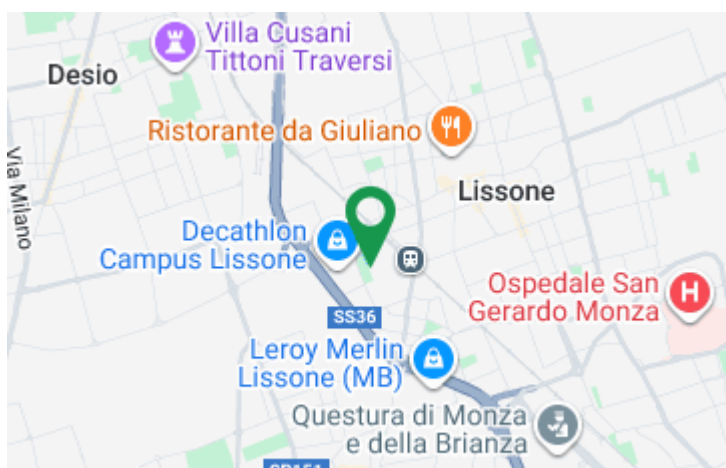 Villa Cusani
Tittoni Traversi
Desio
Ristorante da Giuliano
Via Milano
Lissone
Decathlon
Campus Lissone
Ospedale San
Gerardo Monza
H
SS36
Leroy Merlin
Lissone (MB)
Questura di Monza
e della Brianza